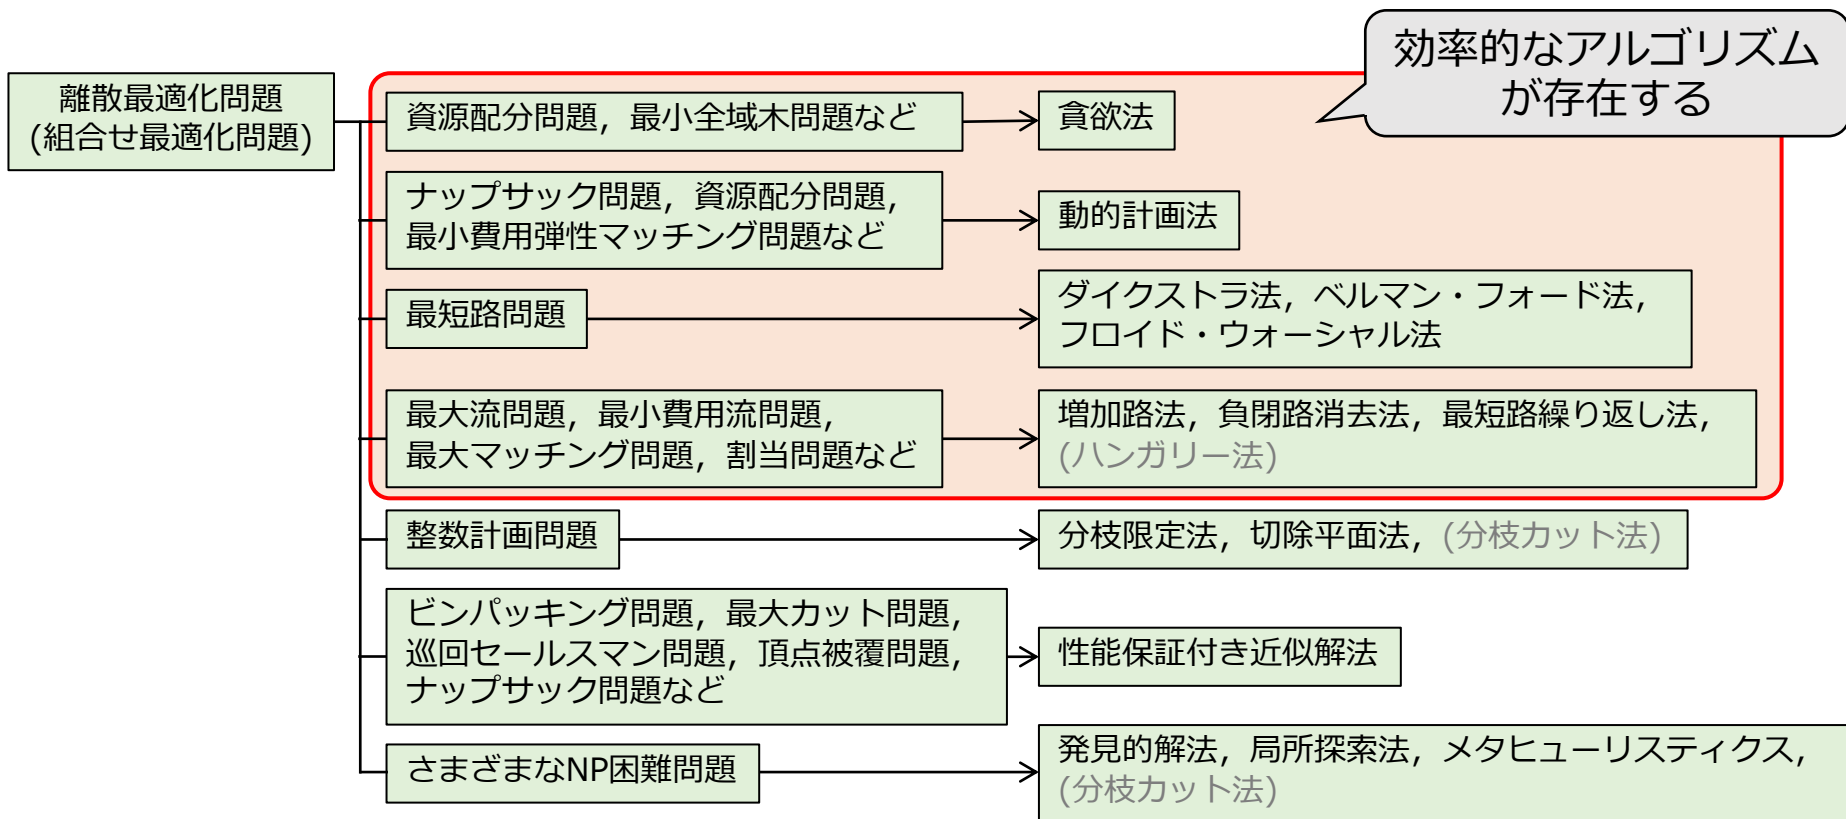 効率的なアルゴリズム
が存在する
離散最適化問題
(組合せ最適化問題)
資源配分問題，最小全域木問題など
貪欲法
ナップサック問題，資源配分問題，
最小費用弾性マッチング問題など
動的計画法
最短路問題
ダイクストラ法，ベルマン・フォード法，
フロイド・ウォーシャル法
最大流問題，最小費用流問題，
最大マッチング問題，割当問題など
増加路法，負閉路消去法，最短路繰り返し法，
(ハンガリー法)
整数計画問題
分枝限定法，切除平面法，(分枝カット法)
ビンパッキング問題，最大カット問題，
巡回セールスマン問題，頂点被覆問題，
ナップサック問題など
性能保証付き近似解法
さまざまなNP困難問題
発見的解法，局所探索法，メタヒューリスティクス，
(分枝カット法)